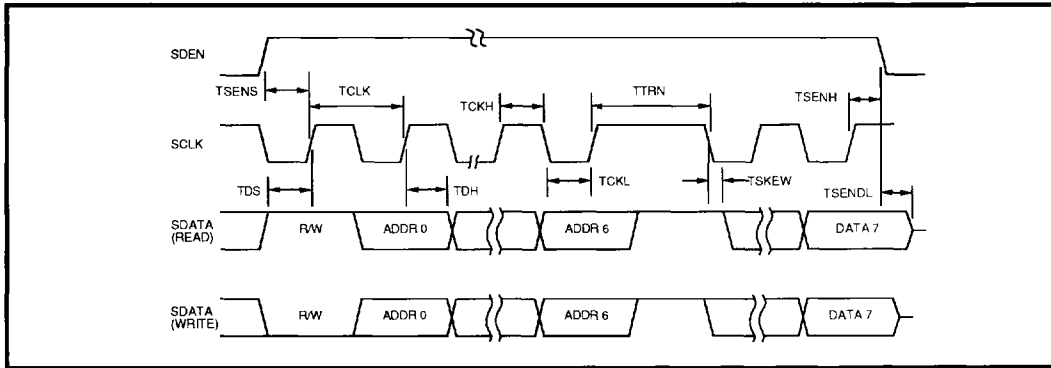 SDEN
TSENS
TCLK
TCKH
TTRN
TSENH
SCLK
TDS
TDH
TCKL
TSKEW
TSENDL
SDATA
(READ)
R/W
ADDR 0
ADDR 6
DATA 7
SDATA
(WRITE)
R/W
ADDR 0
ADDR 6
DATA 7